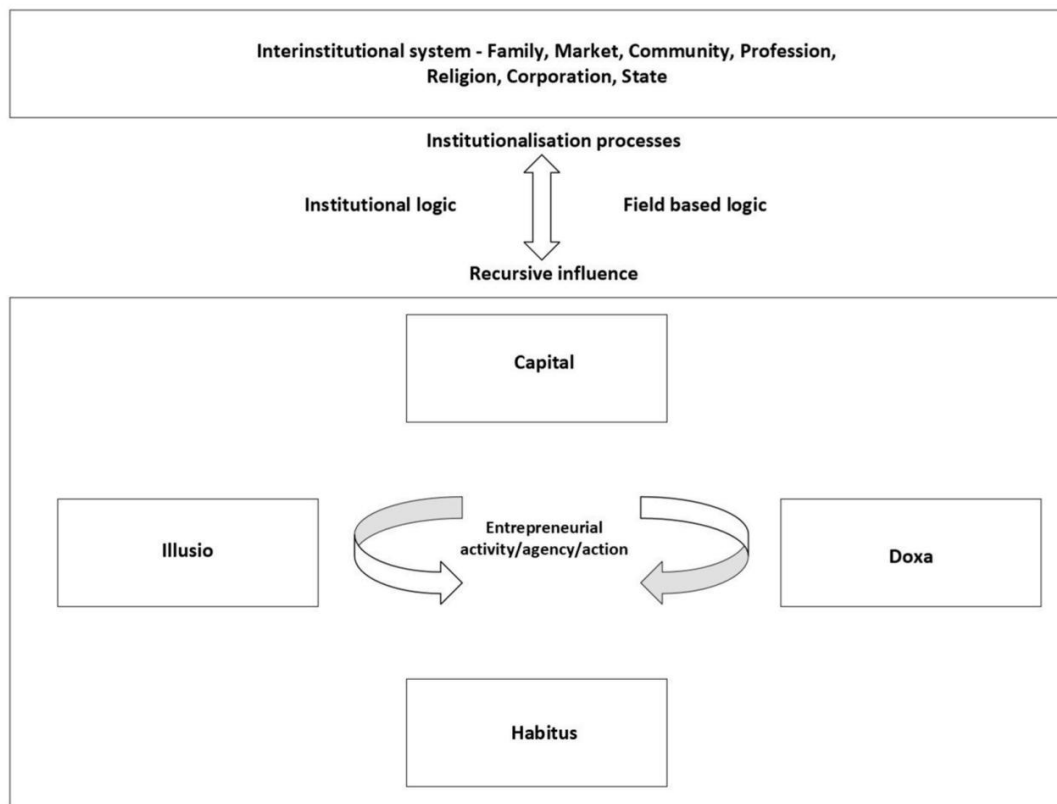 Interinstitutional system - Family, Market, Community, Profession,
Religion, Corporation, State
Institutionalisation processes
Institutional logic
Field based logic
Recursive influence
Capital
Illusio
Entrepreneurial
activity/agency/action
Doxa
Habitus